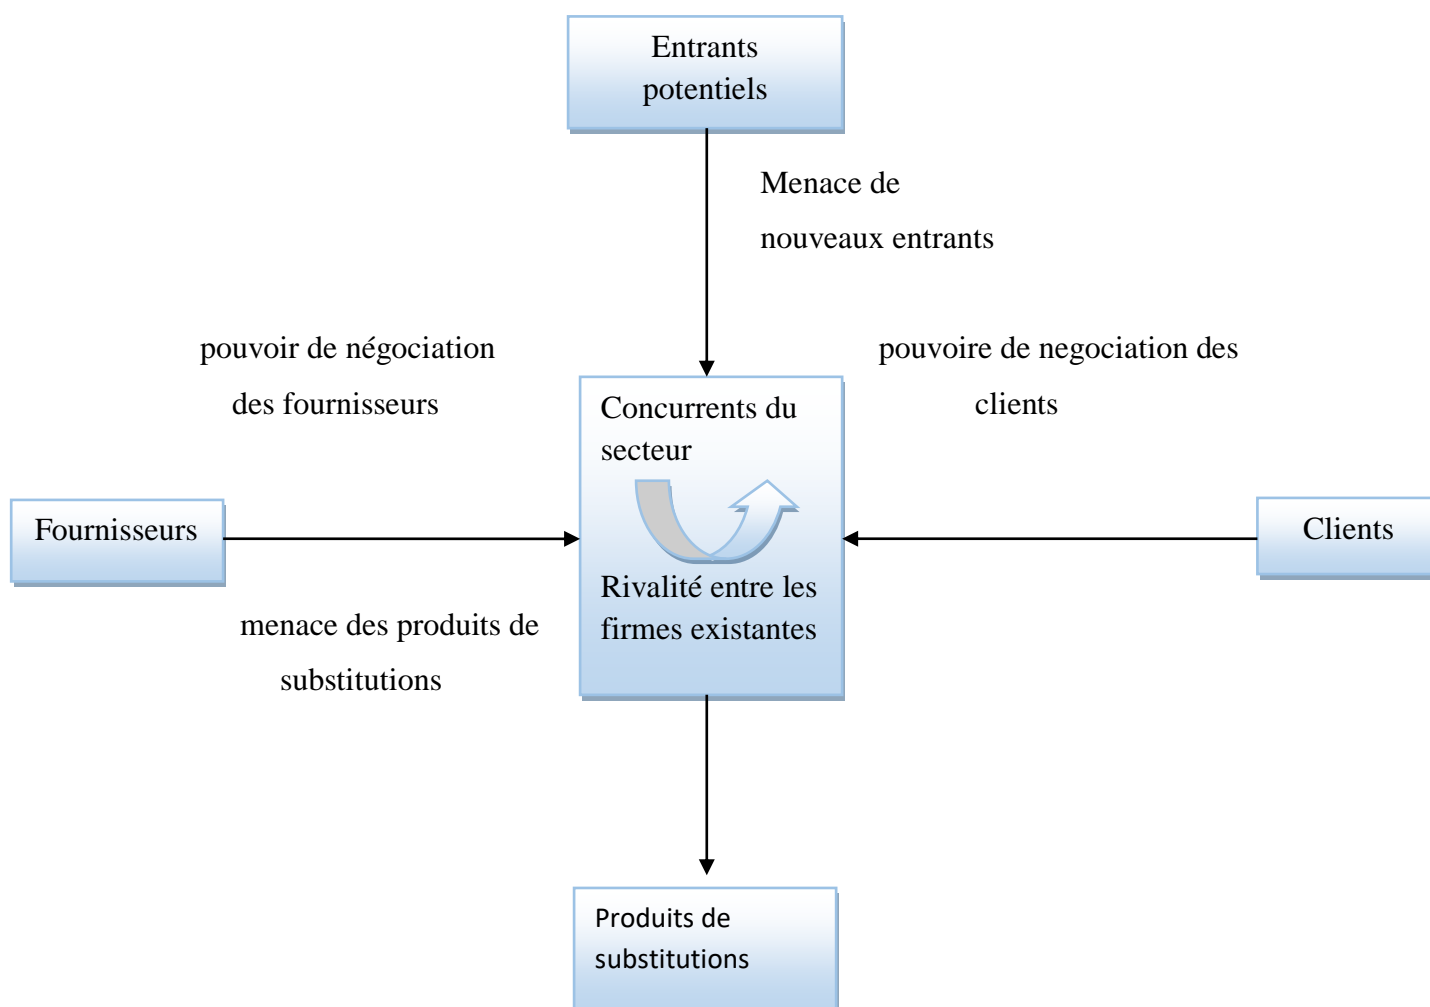 Entrants
potentiels
Menace de
nouveaux entrants
pouvoir de négociation
des fournisseurs
pouvoire de negociation des
clients
Concurrents du
secteur
Fournisseurs
Clients
Rivalité entre les
firmes existantes
menace des produits de
substitutions
Produits de
substitutions